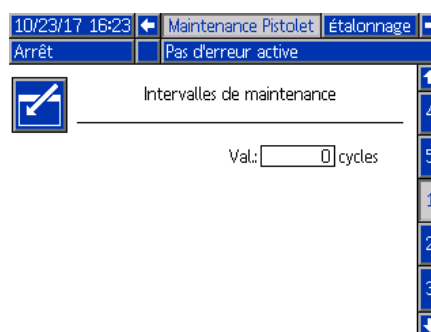 10/23/17 16:23 Maintenance Pistolet étalonnage
Arrêt Pas d'erreur active
Intervalles de maintenance
4
Val.: 0 cycles
5
1
2
3